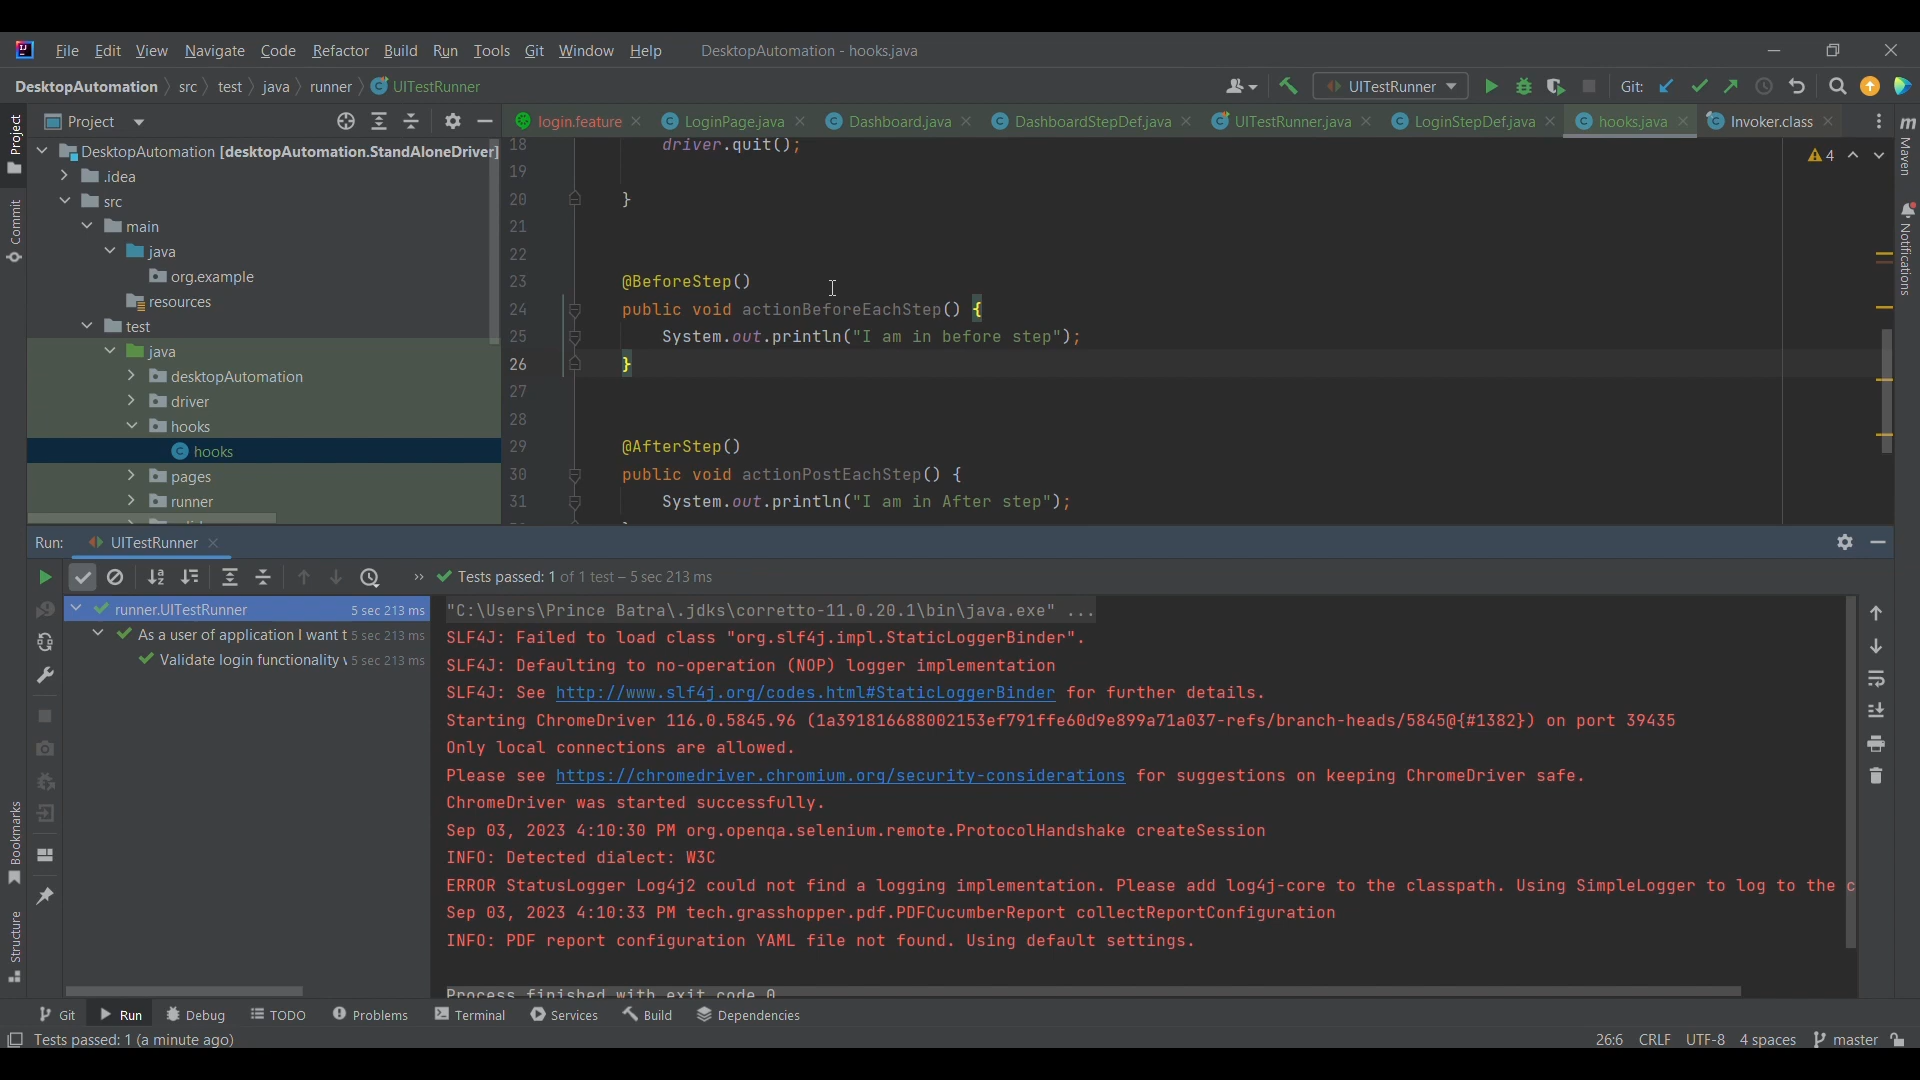 File Edit View Navigate Code Refactor Build Run Tools Git Window Help DesktopAutomation - hooks.java
DesktopAutomation src test java runner UITestRunner UITestRunner Git:
Project
login.feature LoginPage.java Dashboard.java DashboardStepDef.java UITestRunner.java LoginStepDef.java hooks.java Invoker.class
Project
Commit
Bookmarks
Structure
DesktopAutomation [desktopAutomation.StandAloneDriver]
.idea
src
main
java
org.example
resources
test
java
desktopAutomation
driver
hooks
hooks
pages
runner
18 driver.quit();
19
20 }
21
22
23 @BeforeStep()
24 public void actionBeforeEachStep() {
25 System.out.println("I am in before step");
26 }
27
28
29 @AfterStep()
30 public void actionPostEachStep() {
31 System.out.println("I am in After step");
4
Maven
Notifications
Run: UITestRunner
Tests passed: 1 of 1 test – 5 sec 213 ms
runner.UITestRunner 5 sec 213 ms
As a user of application I want t 5 sec 213 ms
Validate login functionality 5 sec 213 ms
"C:\Users\Prince Batra\.jdks\corretto-11.0.20.1\bin\java.exe" ...
SLF4J: Failed to load class "org.slf4j.impl.StaticLoggerBinder".
SLF4J: Defaulting to no-operation (NOP) logger implementation
SLF4J: See http://www.slf4j.org/codes.html#StaticLoggerBinder for further details.
Starting ChromeDriver 116.0.5845.96 (1a391816688002153ef791ffe60d9e899a71a037-refs/branch-heads/5845@{#1382}) on port 39435
Only local connections are allowed.
Please see https://chromedriver.chromium.org/security-considerations for suggestions on keeping ChromeDriver safe.
ChromeDriver was started successfully.
Sep 03, 2023 4:10:30 PM org.openqa.selenium.remote.ProtocolHandshake createSession
INFO: Detected dialect: W3C
ERROR StatusLogger Log4j2 could not find a logging implementation. Please add log4j-core to the classpath. Using SimpleLogger to log to the c
Sep 03, 2023 4:10:33 PM tech.grasshopper.pdf.PDFCucumberReport collectReportConfiguration
INFO: PDF report configuration YAML file not found. Using default settings.
Process finished with exit code 0
Git Run Debug TODO Problems Terminal Services Build Dependencies
Tests passed: 1 (a minute ago) 26:6 CRLF UTF-8 4 spaces master